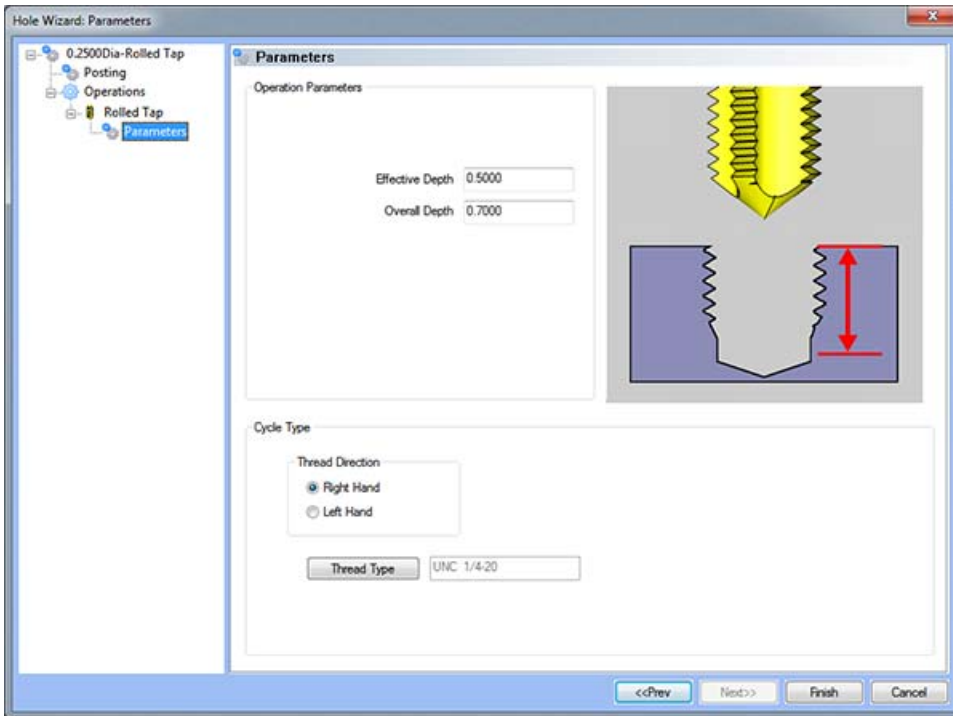 Hole Wizard: Parameters
0.2500Dia-Rolled Tap
Posting
Operations
Rolled Tap
Parameters
Parameters
Operation Parameters
Effective Depth 0.5000
Overall Depth 0.7000
Cycle Type
Thread Direction
Right Hand
Left Hand
Thread Type UNC 1/4-20
<<Prev Next>> Finish Cancel